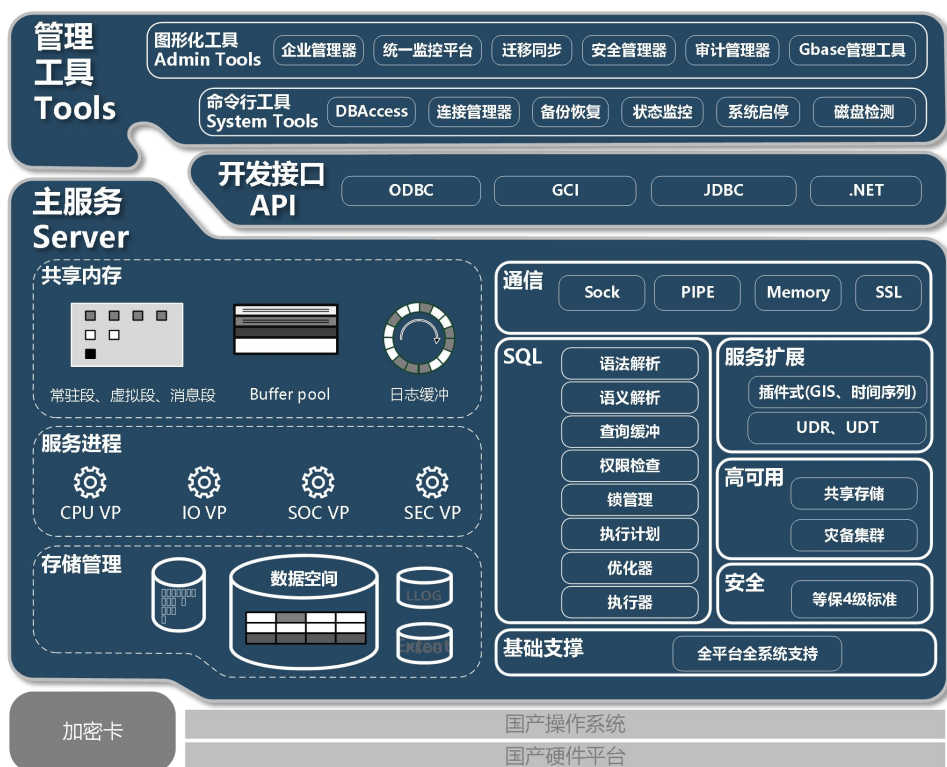 管理
工具
Tools
图形化工具
Admin Tools
企业管理器
统一监控平台
迁移同步
安全管理器
审计管理器
Gbase管理工具
命令行工具
System Tools
DBAccess
连接管理器
备份恢复
状态监控
系统启停
磁盘检测
开发接口
API
ODBC
GCI
JDBC
.NET
主服务
Server
共享内存
常驻段、虚拟段、消息段
Buffer pool
日志缓冲
服务进程
CPU VP
IO VP
SOC VP
SEC VP
存储管理
数据空间
LLOG
Extent
通信
Sock
PIPE
Memory
SSL
SQL
语法解析
语义解析
查询缓冲
权限检查
锁管理
执行计划
优化器
执行器
服务扩展
插件式(GIS、时间序列)
UDR、UDT
高可用
共享存储
灾备集群
安全
等保4级标准
基础支撑
全平台全系统支持
加密卡
国产操作系统
国产硬件平台